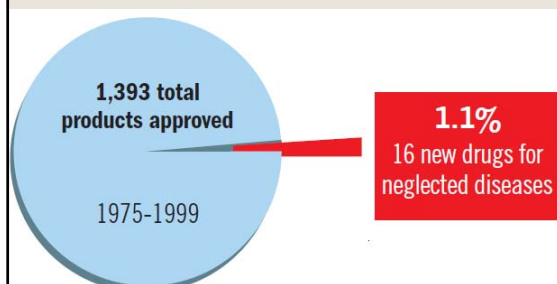 1,393 total
products approved
1975-1999
1.1%
16 new drugs for
neglected diseases